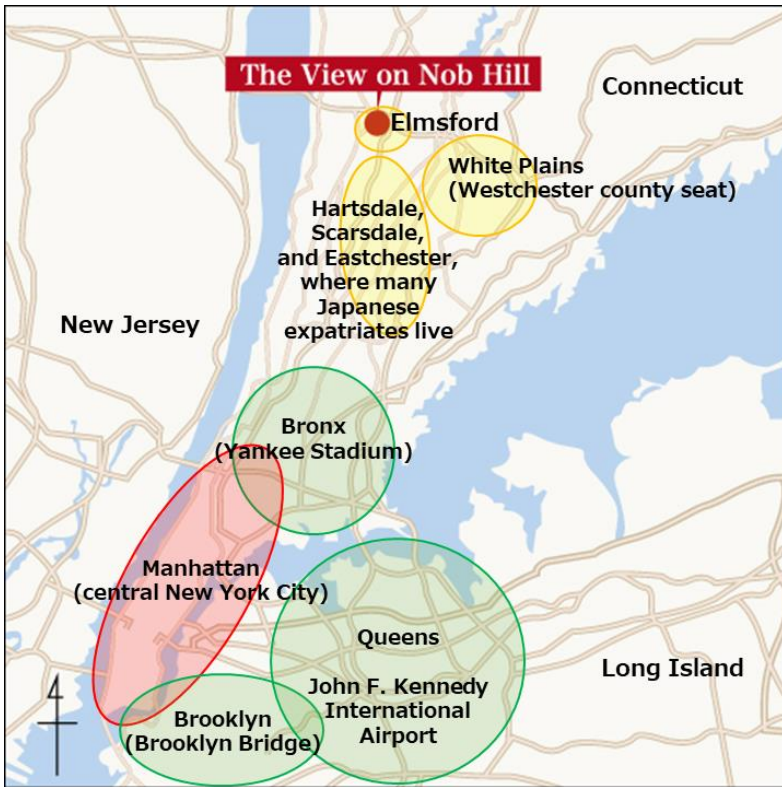 The View on Nob Hill
Connecticut
Elmsford
White Plains
(Westchester county seat)
Hartsdale,
Scarsdale,
and Eastchester,
where many
Japanese
expatriates live
New Jersey
Bronx
(Yankee Stadium)
Manhattan
(central New York City)
Queens
John F. Kennedy
International
Airport
Long Island
Brooklyn
(Brooklyn Bridge)